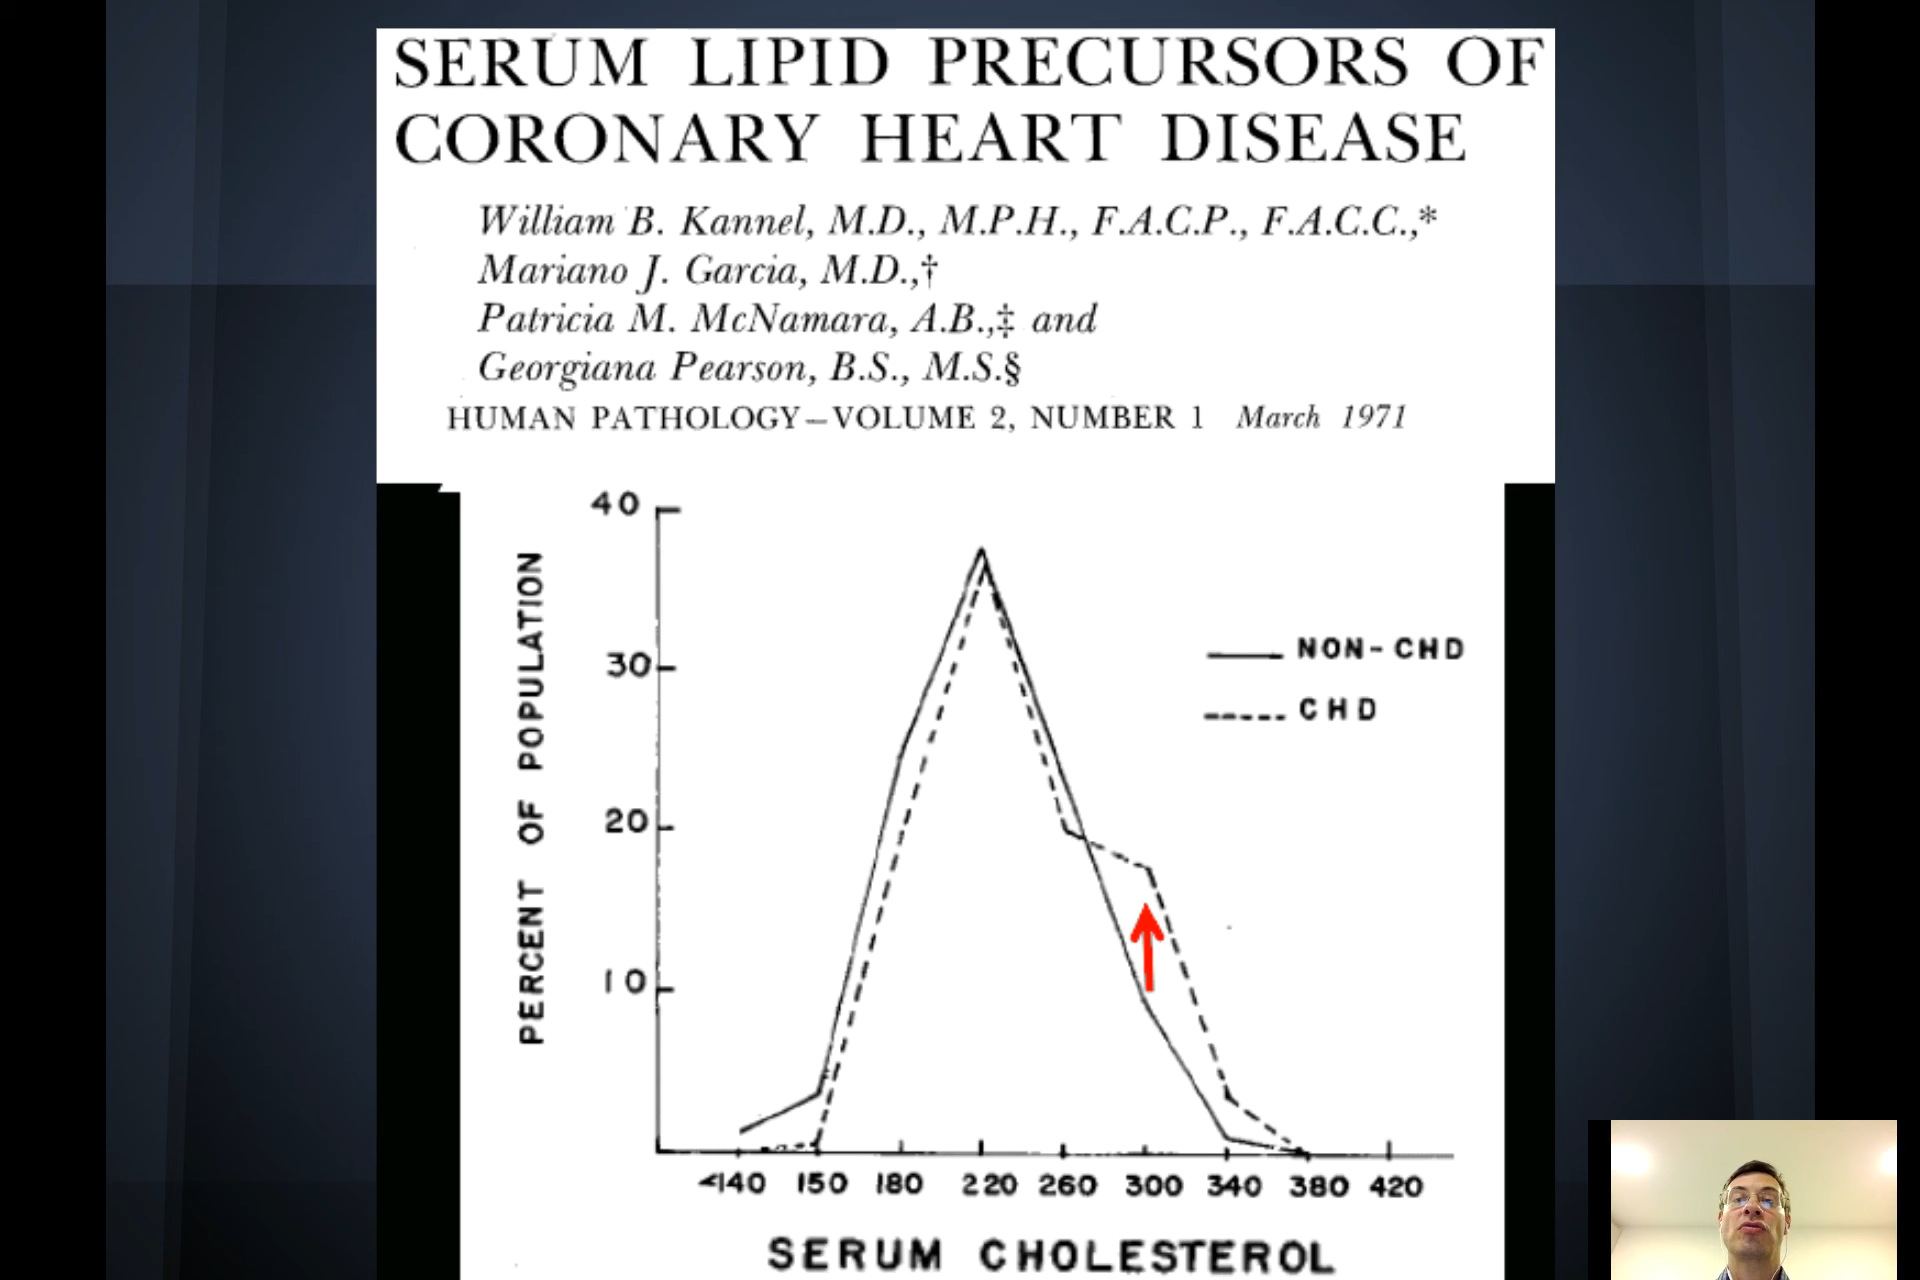 SERUM LIPID PRECURSORS OF
CORONARY HEART DISEASE
William B. Kannel, M.D., M.P.H., F.A.C.P., F.A.C.C.,*
Mariano J. Garcia, M.D.,†
Patricia M. McNamara, A.B.,‡ and
Georgiana Pearson, B.S., M.S.§
HUMAN PATHOLOGY—VOLUME 2, NUMBER 1 March 1971
PERCENT OF POPULATION
40
30
20
10
NON-CHD
CHD
<140 150 180 220 260 300 340 380 420
SERUM CHOLESTEROL